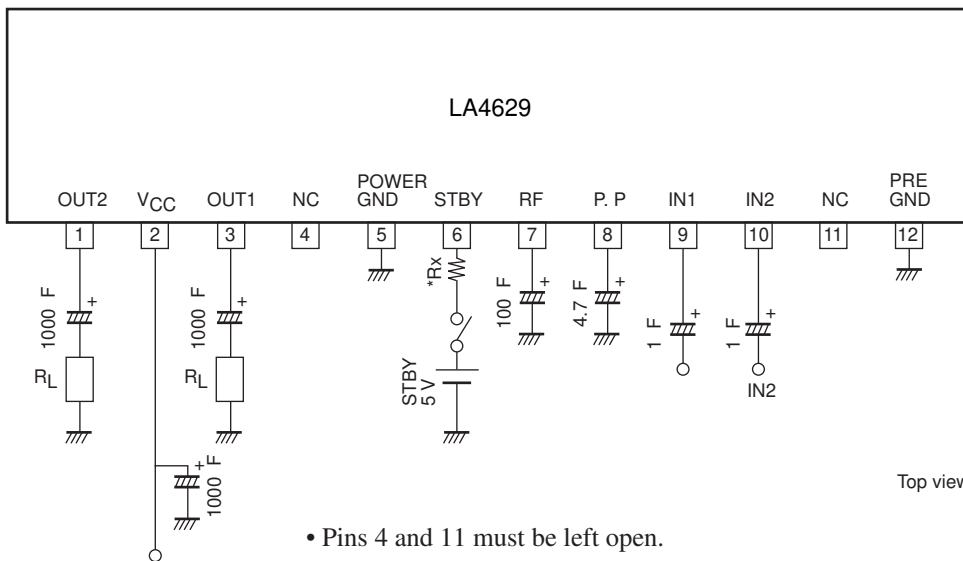 LA4629
OUT2 VCC OUT1 NC POWER GND STBY RF P. P IN1 IN2 NC PRE GND
1 2 3 4 5 6 7 8 9 10 11 12
*Rx
1000 F
+
1000 F
+
100 F
+
4.7 F
+
1 F
+
1 F
+
RL
RL
STBY
5 V
IN2
1000 F
+
Top view
• Pins 4 and 11 must be left open.